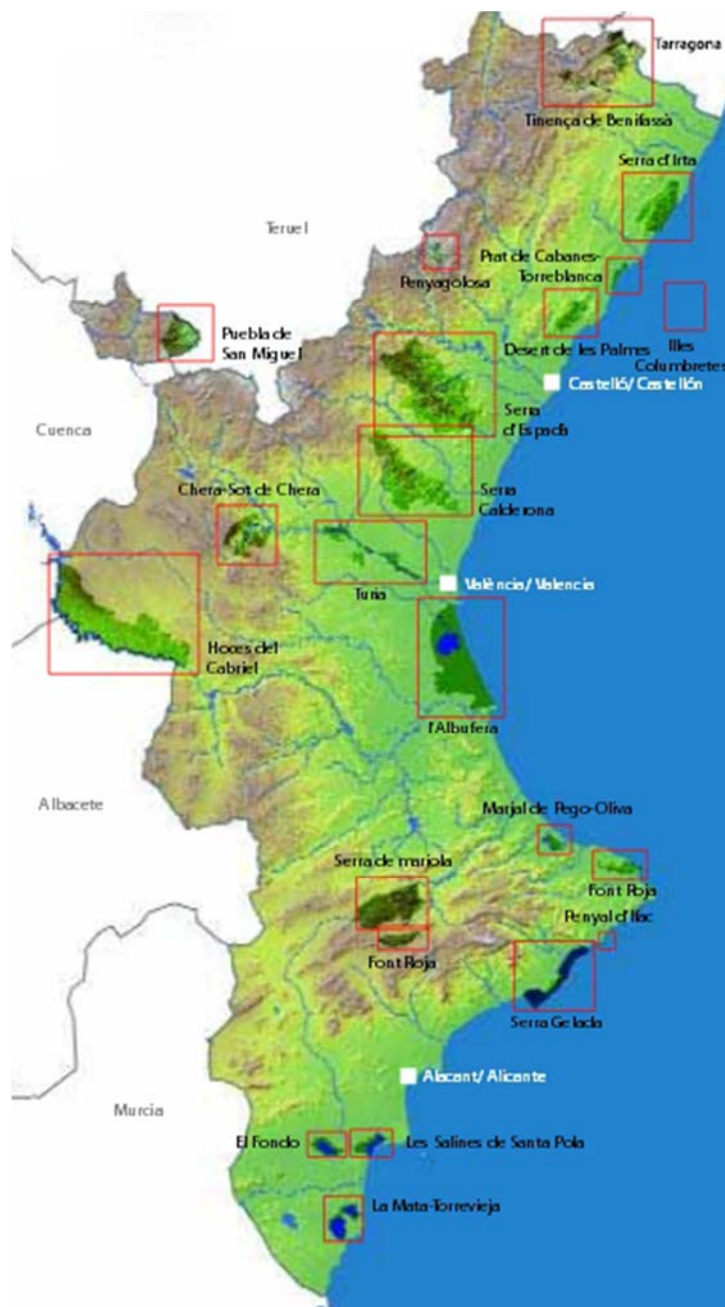 Tarragona
Tinença de Benifassà
Serra d'Irta
Teruel
Prat de Cabanes-
Torreblanca
Penyagolosa
Puebla de
San Miguel
Desert de les Palmes
Illes
Columbretes
Castelló/ Castellón
Cuenca
Serra
d'Espadà
Chera-Sot de Chera
Serra
Calderona
València/ Valencia
Turia
Hoces del
Cabriel
l'Albufera
Albacete
Marjal de Pego-Oliva
Serra de mariola
Font Roja
Penyal d'Ifac
Font Roja
Serra Gelada
Alacant/ Alicante
Murcia
El Fondo
Les Salines de Santa Pola
La Mata-Torrevieja